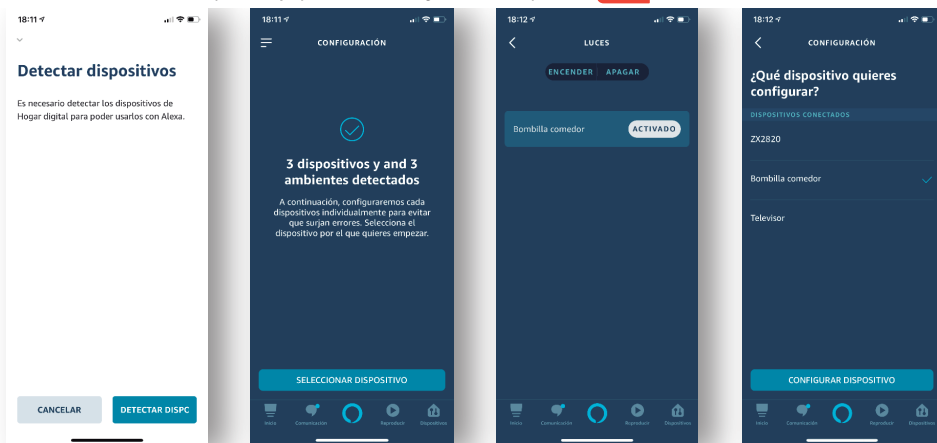 18:11
Detectar dispositivos
Es necesario detectar los dispositivos de
Hogar digital para poder usarlos con Alexa.
CANCELAR
DETECTAR DISPC
18:11
CONFIGURACIÓN
3 dispositivos y and 3
ambientes detectados
A continuación, configuraremos cada
dispositivos individualmente para evitar
que surjan errores. Selecciona el
dispositivo por el que quieres empezar.
SELECCIONAR DISPOSITIVO
Inicio
Comunicación
Reproducir
Dispositivos
18:12
LUCES
ENCENDER
APAGAR
Bombilla comedor
ACTIVADO
Inicio
Comunicación
Reproducir
Dispositivos
18:12
CONFIGURACIÓN
¿Qué dispositivo quieres
configurar?
DISPOSITIVOS CONECTADOS
ZX2820
Bombilla comedor
Televisor
CONFIGURAR DISPOSITIVO
Inicio
Comunicación
Reproducir
Dispositivos